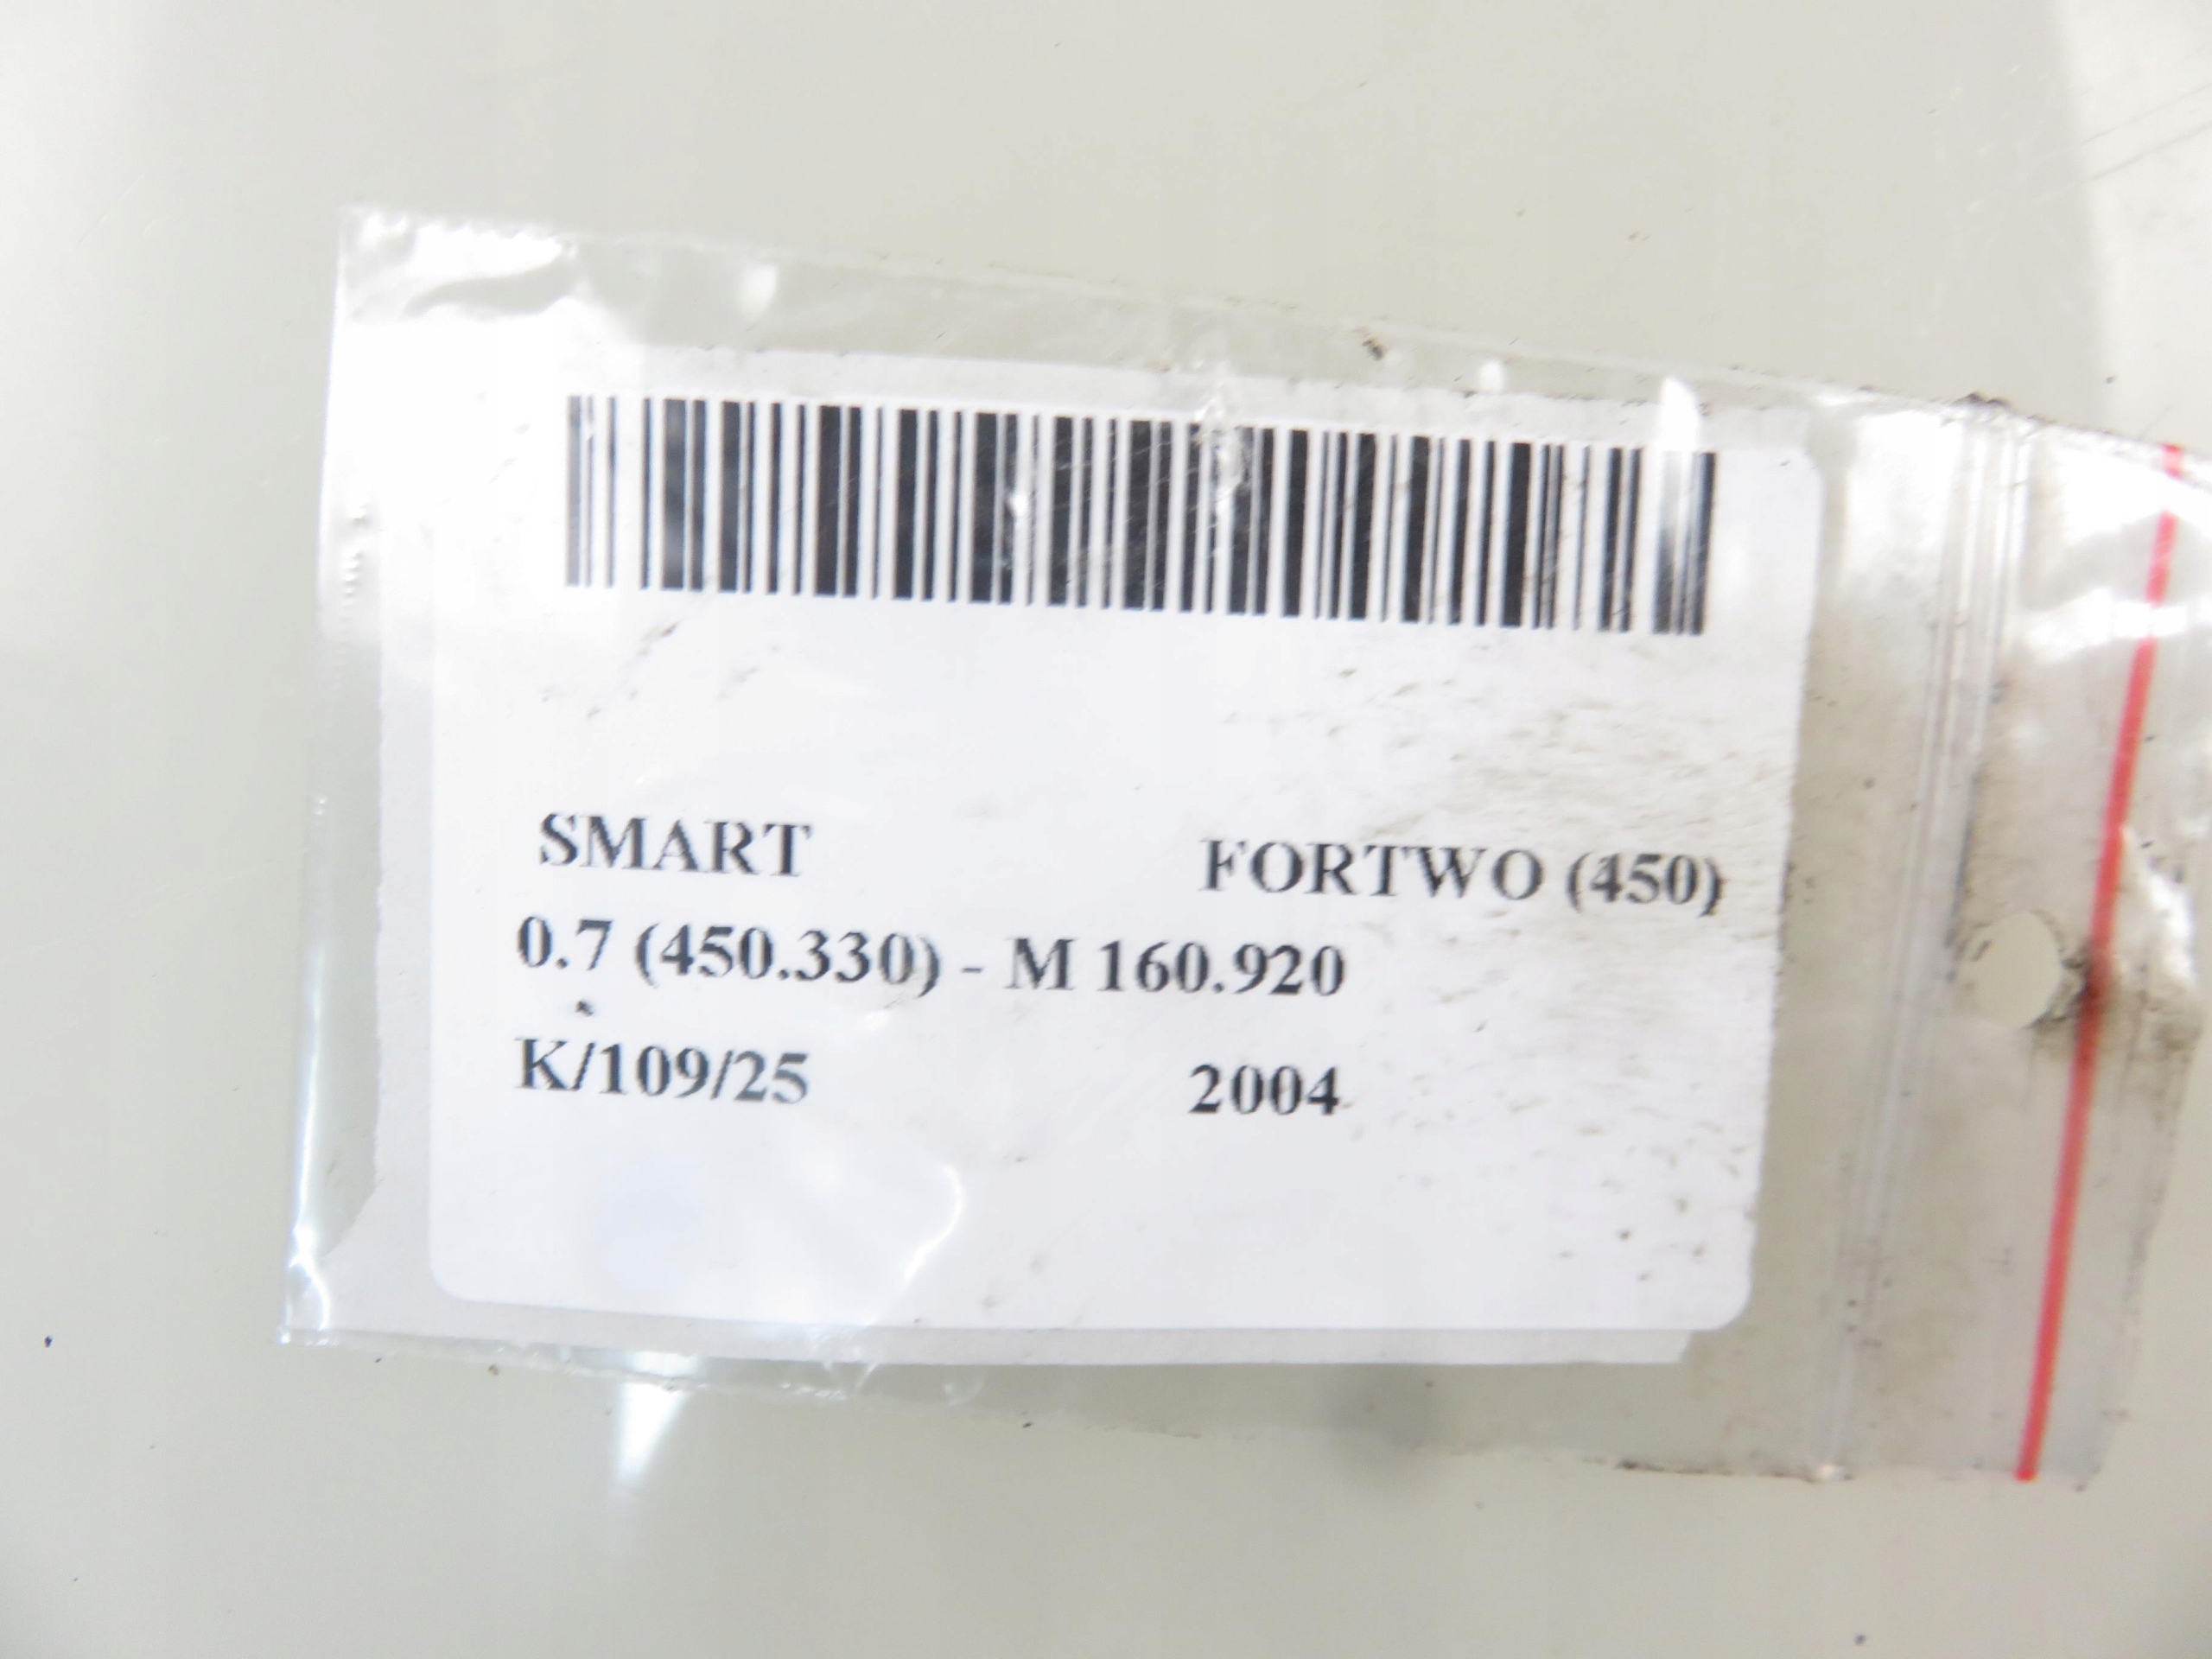 SMART FORTWO (450)
0.7 (450.330) - M 160.920
K/109/25 2004